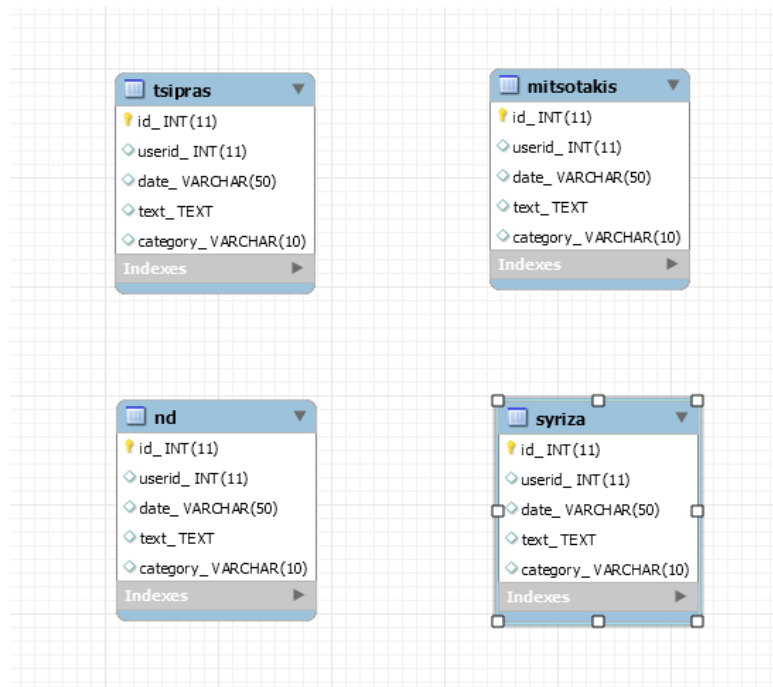 tsipras
id_ INT(11)
userid_ INT(11)
date_ VARCHAR(50)
text_ TEXT
category_ VARCHAR(10)
Indexes
mitsotakis
id_ INT(11)
userid_ INT(11)
date_ VARCHAR(50)
text_ TEXT
category_ VARCHAR(10)
Indexes
nd
id_ INT(11)
userid_ INT(11)
date_ VARCHAR(50)
text_ TEXT
category_ VARCHAR(10)
Indexes
syriza
id_ INT(11)
userid_ INT(11)
date_ VARCHAR(50)
text_ TEXT
category_ VARCHAR(10)
Indexes